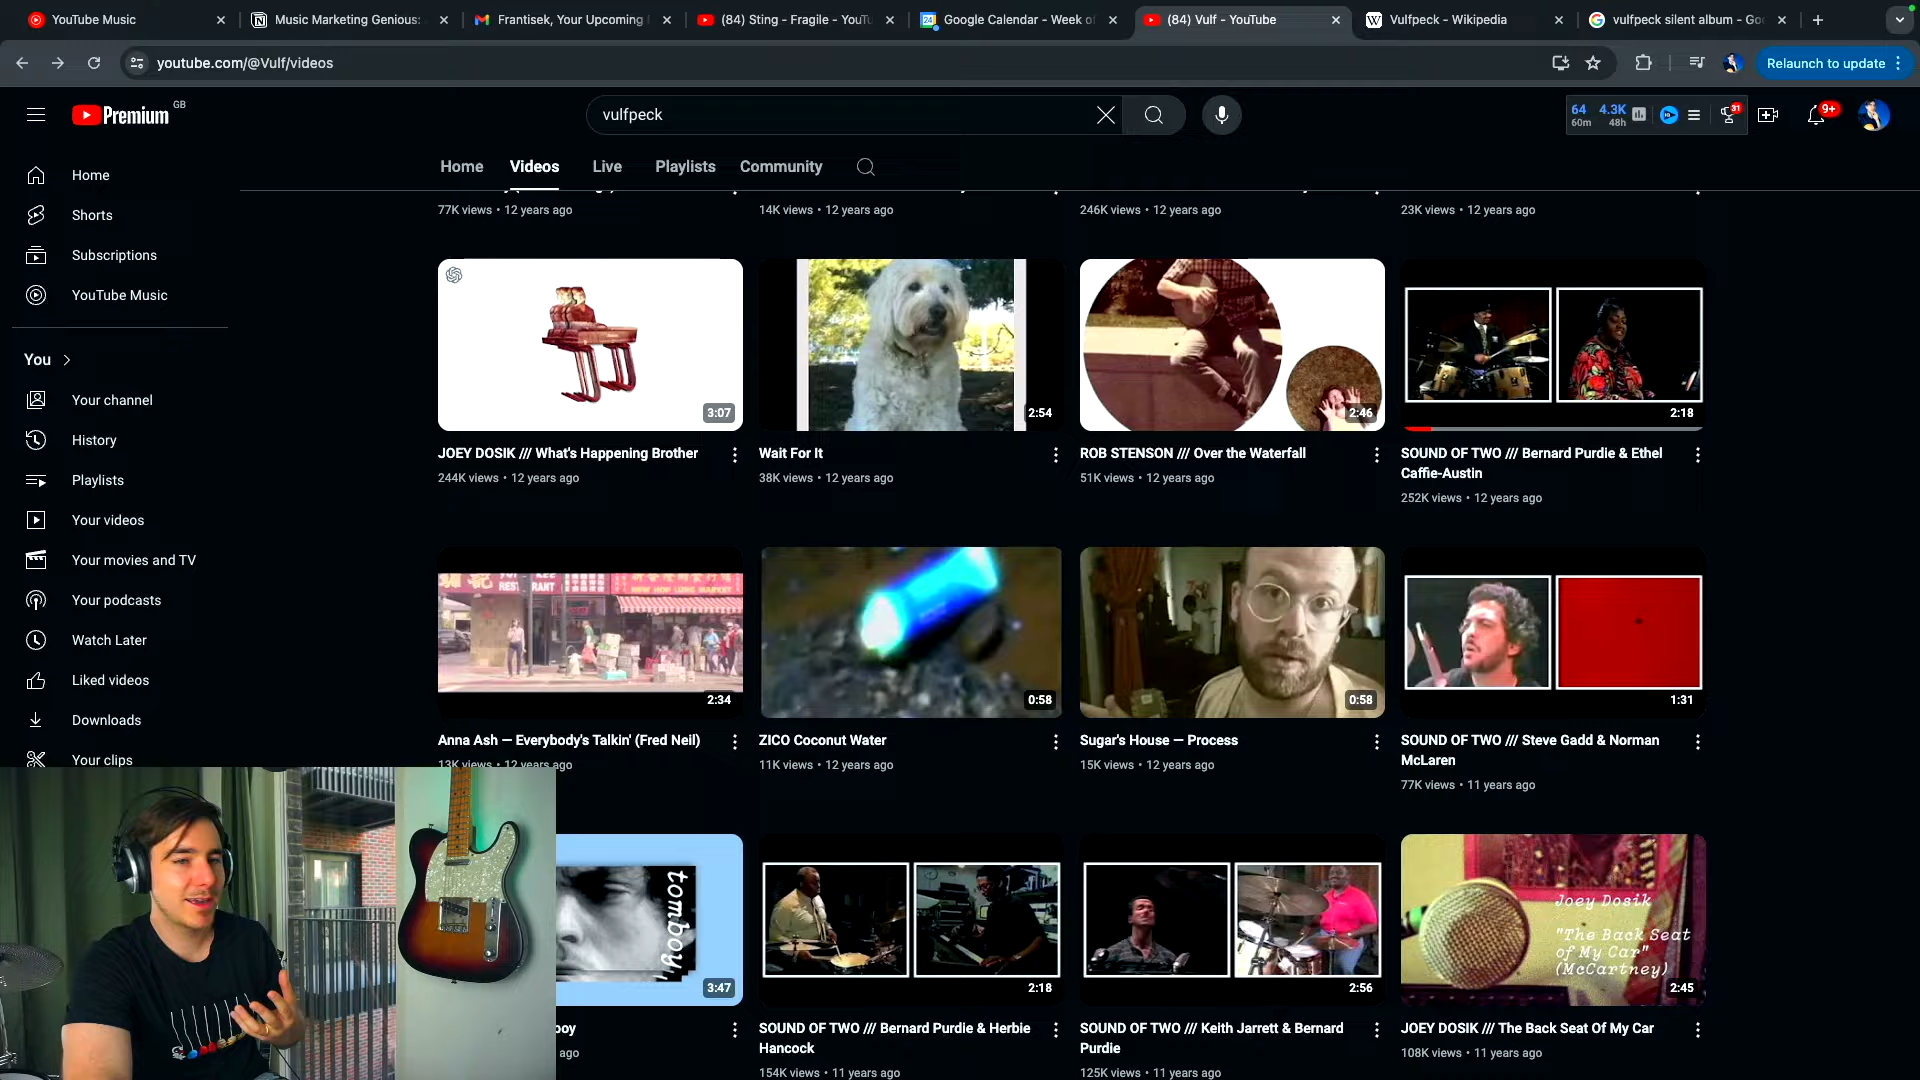 YouTube Music
Music Marketing Genious:
Frantisek, Your Upcoming
(84) Sting - Fragile - YouTu
Google Calendar - Week of
(84) Vulf - YouTube
Vulfpeck - Wikipedia
vulfpeck silent album - Goo
youtube.com/@Vulf/videos
Relaunch to update
Premium GB
vulfpeck
64 4.3K
60m 48h
31
9+
Home Videos Live Playlists Community
Home
Shorts
Subscriptions
YouTube Music
You
Your channel
History
Playlists
Your videos
Your movies and TV
Your podcasts
Watch Later
Liked videos
Downloads
Your clips
77K views • 12 years ago
14K views • 12 years ago
246K views • 12 years ago
23K views • 12 years ago
3:07
JOEY DOSIK /// What's Happening Brother
244K views • 12 years ago
2:54
Wait For It
38K views • 12 years ago
2:46
ROB STENSON /// Over the Waterfall
51K views • 12 years ago
2:18
SOUND OF TWO /// Bernard Purdie & Ethel
Caffie-Austin
252K views • 12 years ago
2:34
Anna Ash — Everybody's Talkin' (Fred Neil)
13K views • 12 years ago
0:58
ZICO Coconut Water
11K views • 12 years ago
0:58
Sugar's House — Process
15K views • 12 years ago
1:31
SOUND OF TWO /// Steve Gadd & Norman
McLaren
77K views • 11 years ago
tomboy
3:47
boy
ago
2:18
SOUND OF TWO /// Bernard Purdie & Herbie
Hancock
154K views • 11 years ago
2:56
SOUND OF TWO /// Keith Jarrett & Bernard
Purdie
125K views • 11 years ago
Joey Dosik
"The Back Seat
of My Car"
(McCartney)
2:45
JOEY DOSIK /// The Back Seat Of My Car
108K views • 11 years ago